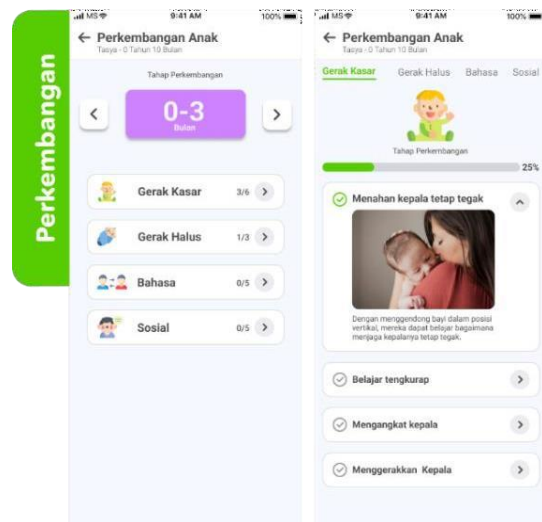 Perkembangan
MS
9:41 AM
100%
Perkembangan Anak
Tasya - 0 Tahun 10 Bulan
Tahap Perkembangan
0-3
Bulan
Gerak Kasar
3/6
Gerak Halus
1/3
Bahasa
0/5
Sosial
0/5
MS
9:41 AM
100%
Perkembangan Anak
Tasya - 0 Tahun 10 Bulan
Gerak Kasar Gerak Halus Bahasa Sosial
Tahap Perkembangan
25%
Menahan kepala tetap tegak
Dengan menggendong bayi dalam posisi
vertikal, mereka dapat belajar bagaimana
menjaga kepalanya tetap tegak.
Belajar tengkurap
Mengangkat kepala
Menggerakkan Kepala